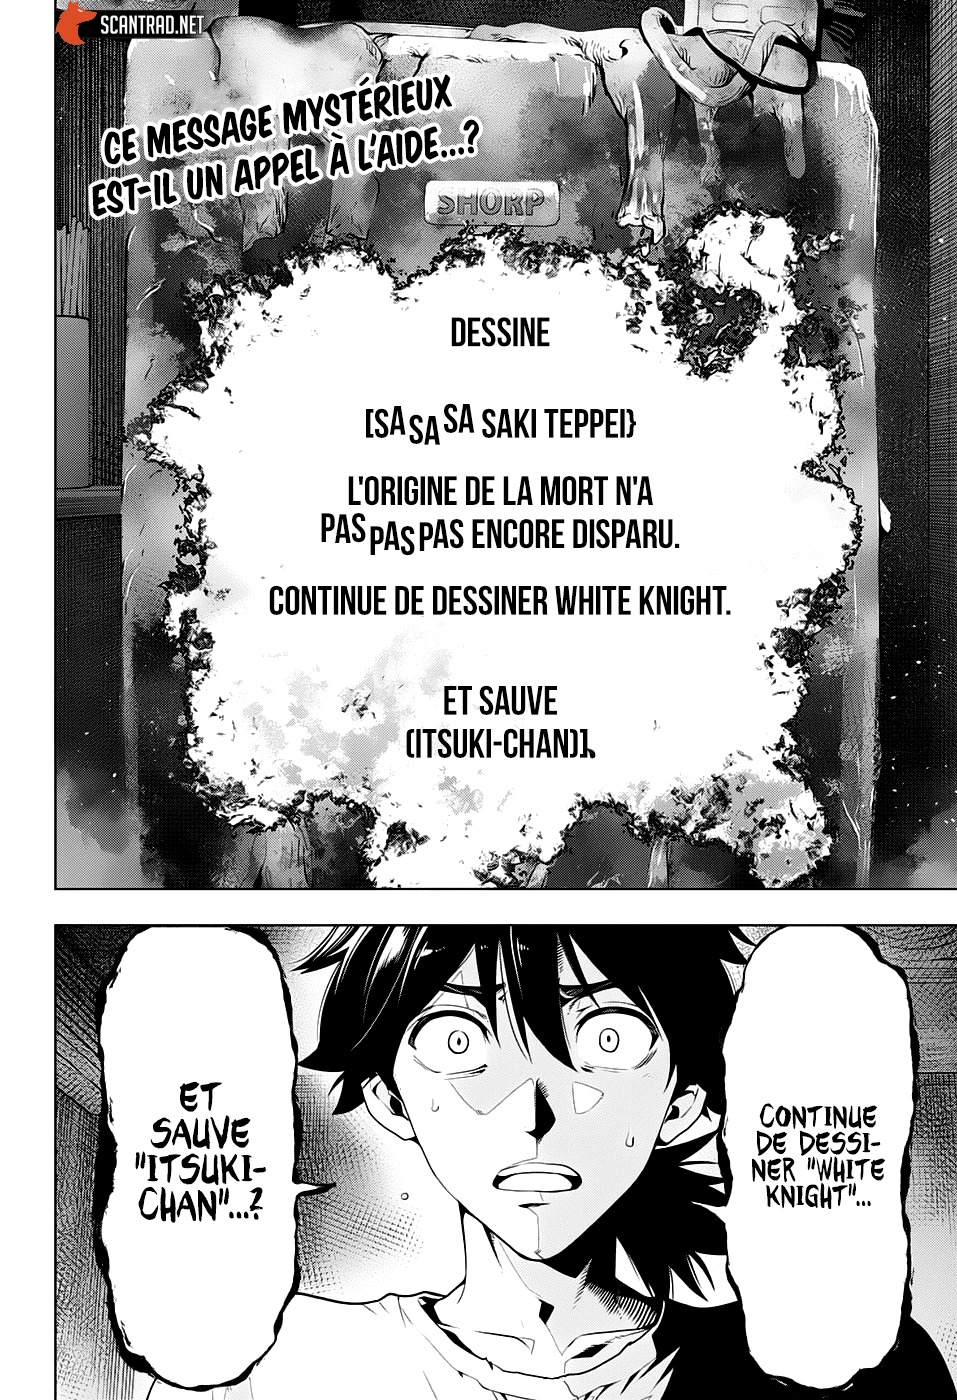 SCANTRAD.NET
CE MESSAGE MYSTÉRIEUX
EST-IL UN APPEL À L'AIDE...?
SHORP
DESSINE
[SA SA SA SAKI TEPPEI}
L'ORIGINE DE LA MORT N'A
PAS PAS PAS ENCORE DISPARU.
CONTINUE DE DESSINER WHITE KNIGHT.
ET SAUVE
(ITSUKI-CHAN)].
CONTINUE
DE DESSI-
NER "WHITE
KNIGHT"...
ET
SAUVE
"ITSUKI-
CHAN"...?